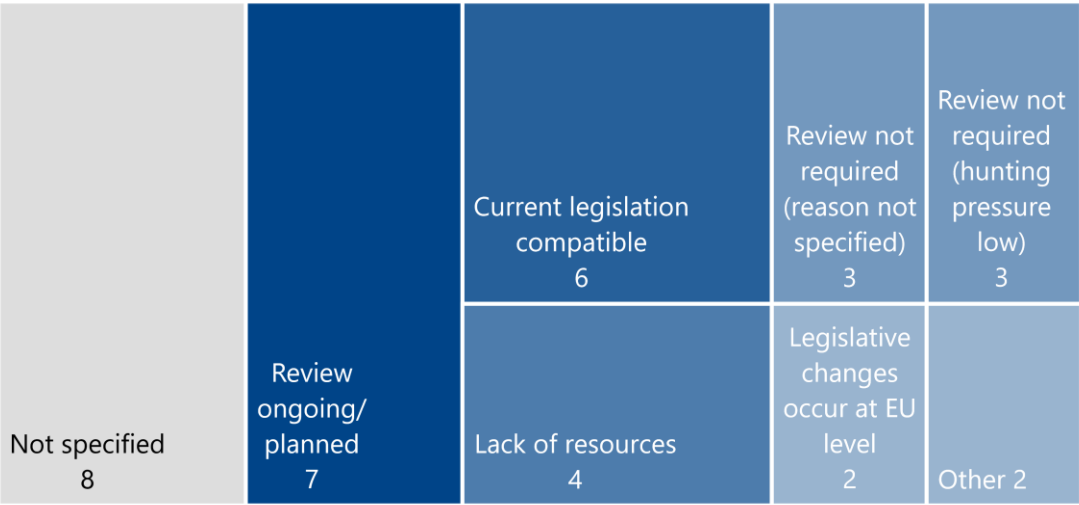 Not specified
8
Review
ongoing/
planned
7
Current legislation
compatible
6
Lack of resources
4
Review not
required
(reason not
specified)
3
Review not
required
(hunting
pressure
low)
3
Legislative
changes
occur at EU
level
2
Other 2